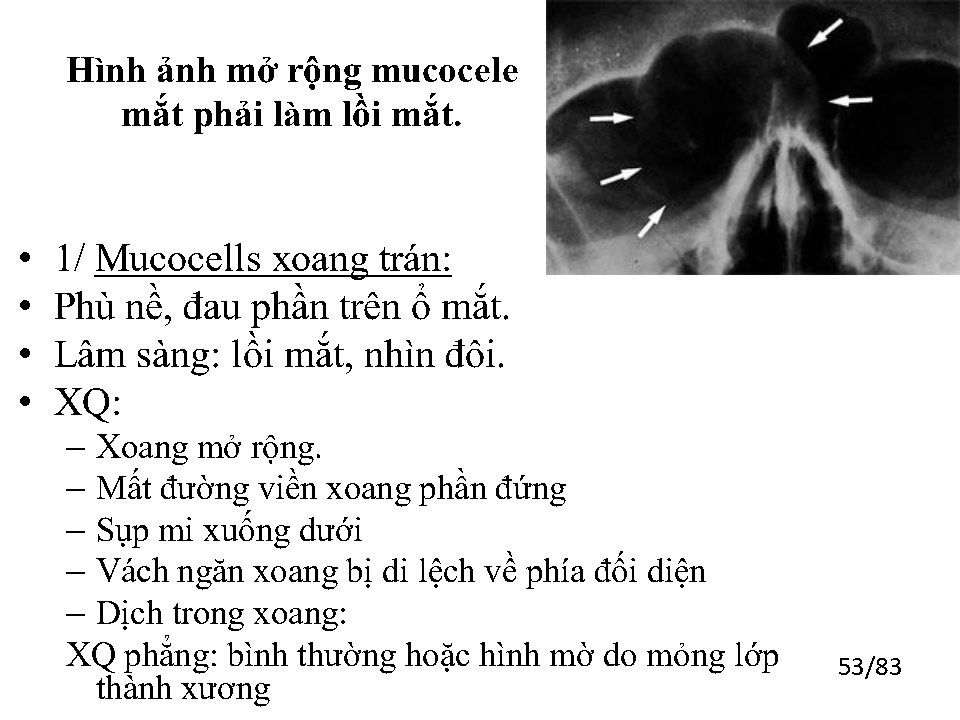 Hình ảnh mở rộng mucocele
mắt phải làm lồi mắt.
• 1/ Mucocells xoang trán:
• Phù nề, đau phần trên ổ mắt.
• Lâm sàng: lồi mắt, nhìn đôi.
• XQ:
– Xoang mở rộng.
– Mất đường viền xoang phần đứng
– Sụp mi xuống dưới
– Vách ngăn xoang bị di lệch về phía đối diện
– Dịch trong xoang:
XQ phẳng: bình thường hoặc hình mờ do mỏng lớp
thành xương
53/83